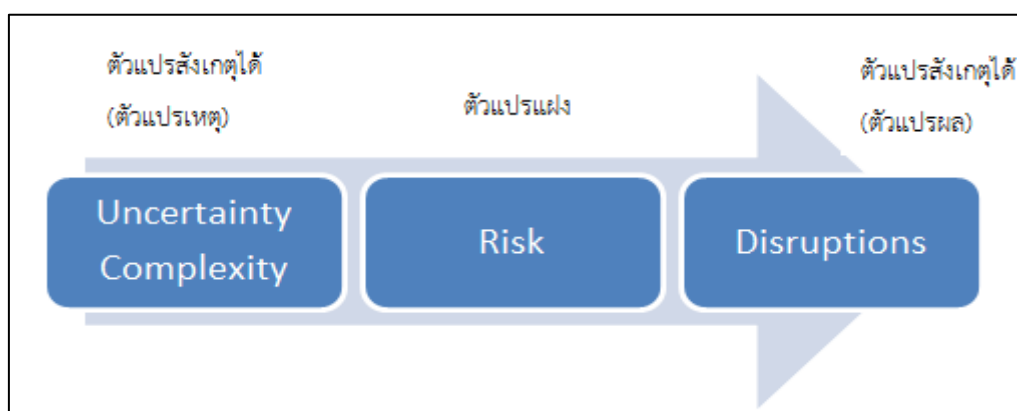 ตัวแปรสังเกตุได้
(ตัวแปรเหตุ)
ตัวแปรแฝง
ตัวแปรสังเกตุได้
(ตัวแปรผล)
Uncertainty
Complexity
Risk
Disruptions